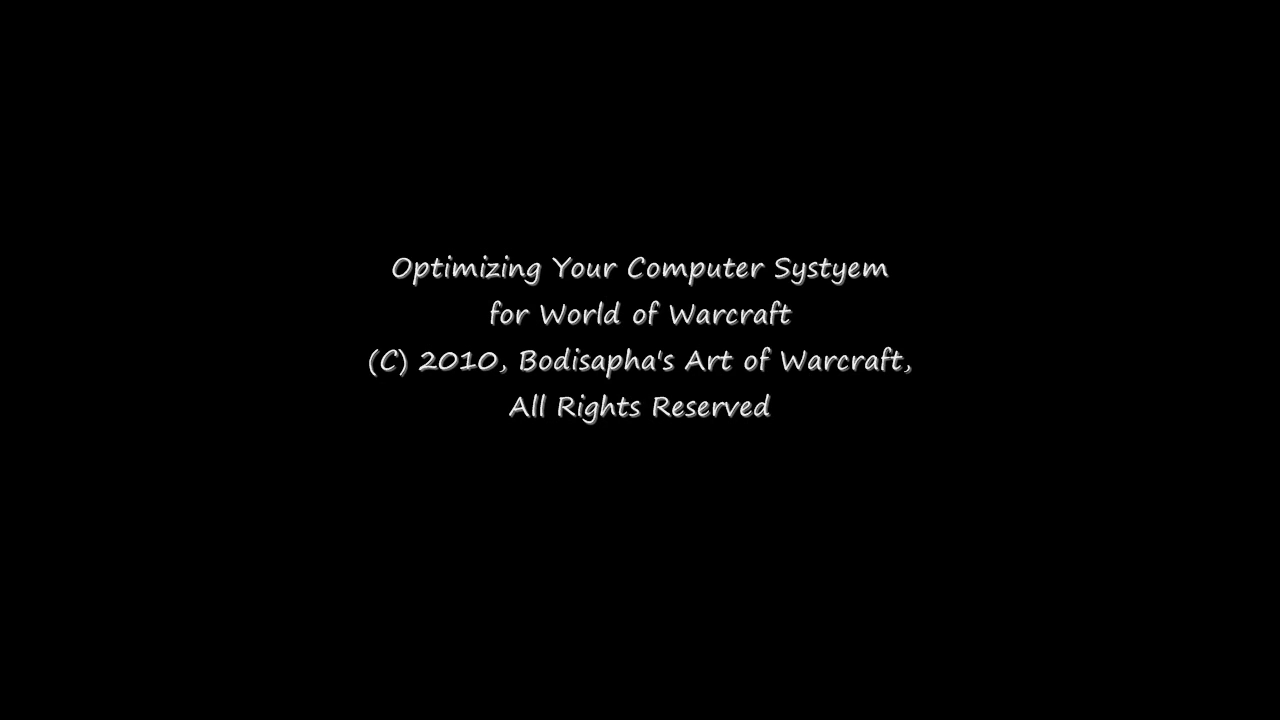 Optimizing Your Computer Systyem
for World of Warcraft
(C) 2010, Bodisapha's Art of Warcraft,
All Rights Reserved